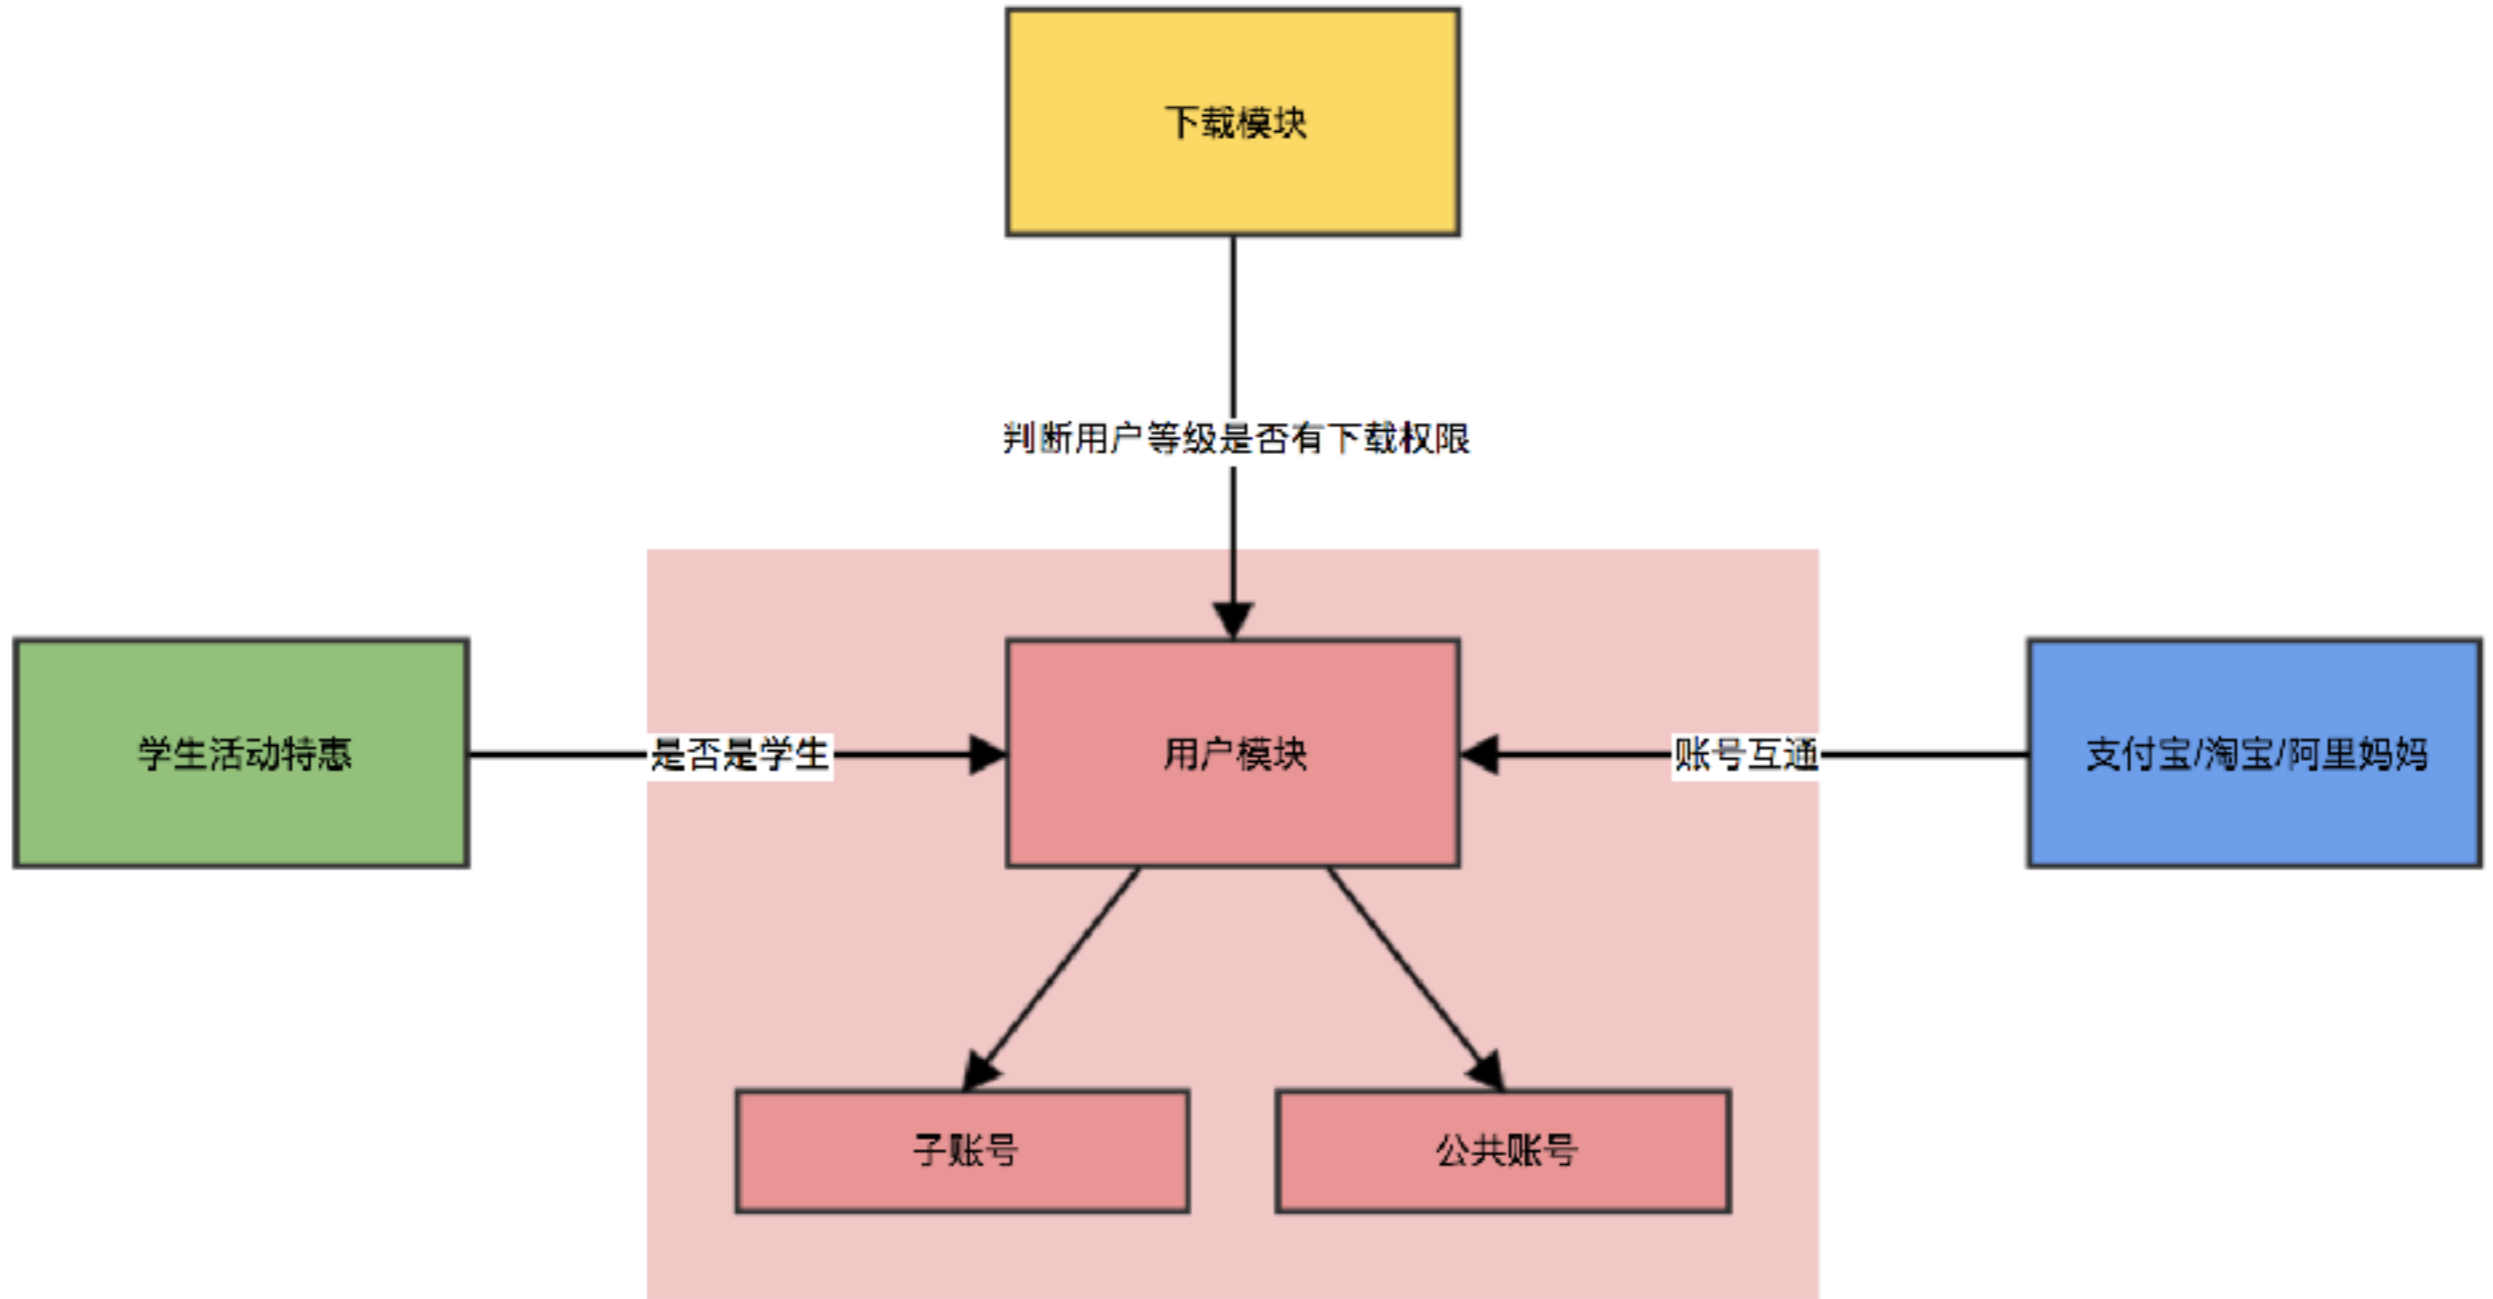 下载模块
判断用户等级是否有下载权限
学生活动特惠
是否是学生
用户模块
账号互通
支付宝/淘宝/阿里妈妈
子账号
公共账号